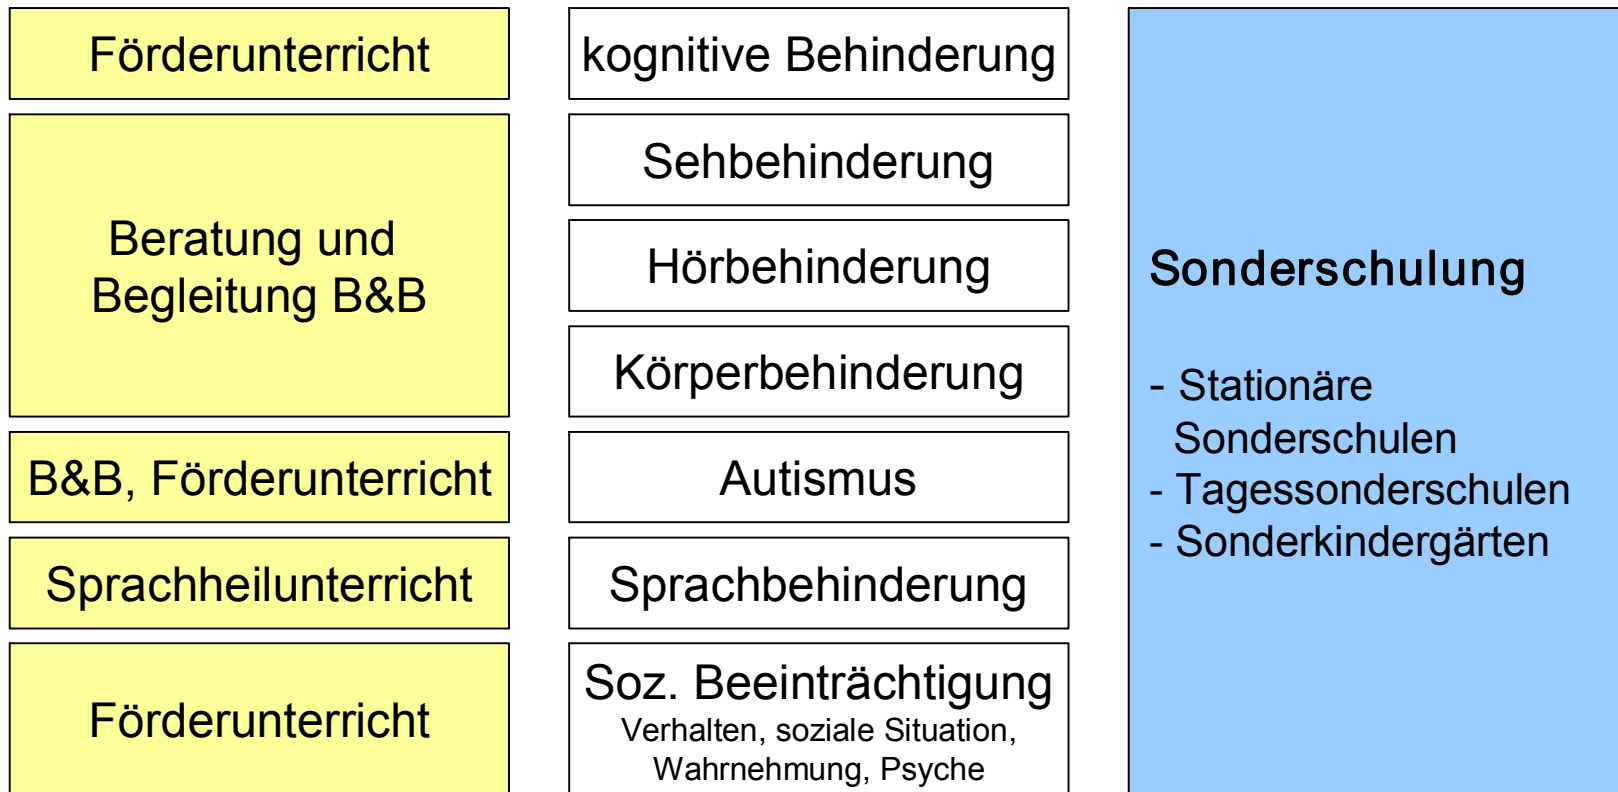 Förderunterricht
Beratung und
Begleitung B&B
B&B, Förderunterricht
Sprachheilunterricht
Förderunterricht
kognitive Behinderung
Sehbehinderung
Hörbehinderung
Körperbehinderung
Autismus
Sprachbehinderung
Soz. Beeinträchtigung
Verhalten, soziale Situation,
Wahrnehmung, Psyche
Sonderschulung
- Stationäre
Sonderschulen
- Tagessonderschulen
- Sonderkindergärten